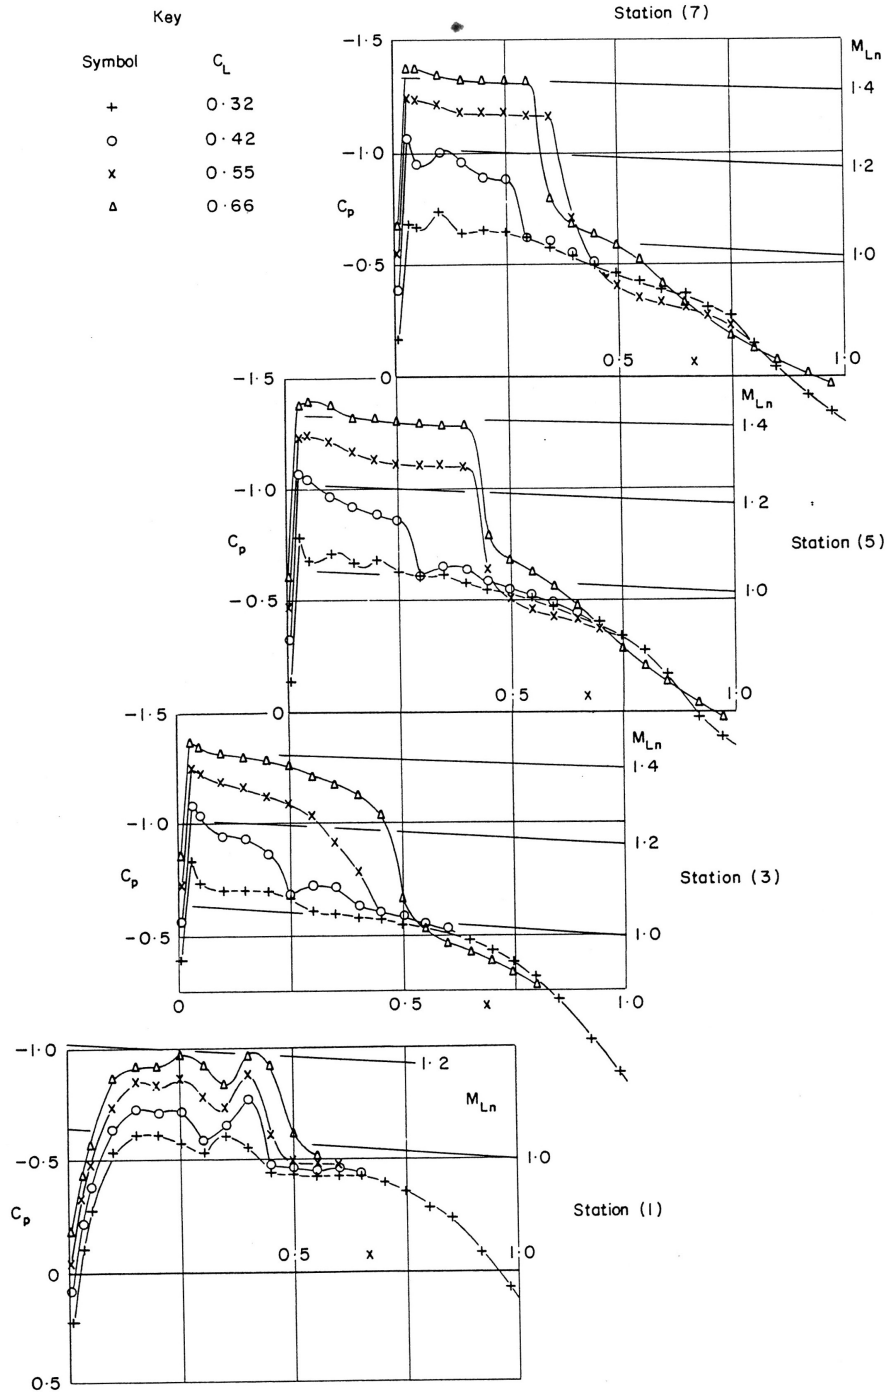 Key
Symbol C_L
+ 0·32
○ 0·42
× 0·55
△ 0·66
Station (7)
−1·5
M_Ln
1·4
−1·0
1·2
C_p
1·0
−0·5
0·5
x
1·0
0
−1·5
M_Ln
1·4
−1·0
1·2
C_p
Station (5)
1·0
−0·5
0·5
x
1·0
0
−1·5
M_Ln
1·4
−1·0
1·2
C_p
Station (3)
1·0
−0·5
0
0·5
x
1·0
−1·0
1·2
M_Ln
−0·5
1·0
C_p
Station (1)
0·5
x
1·0
0
0·5